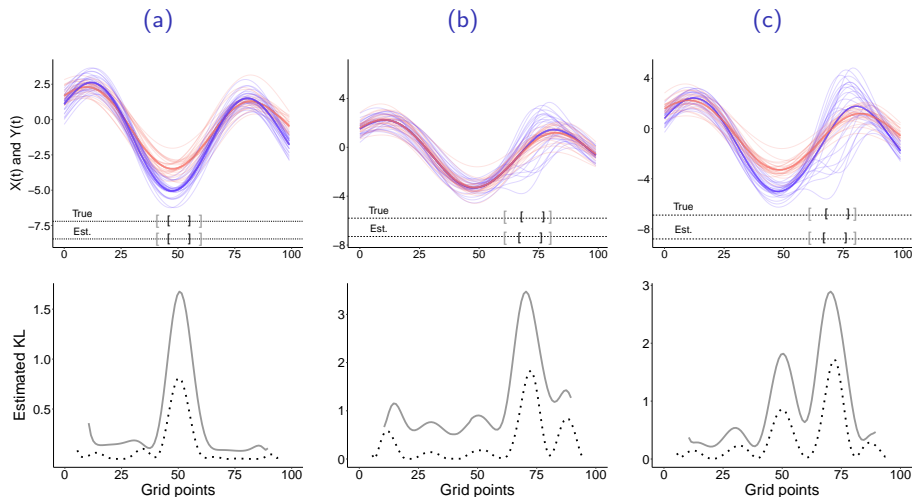 (a) (b) (c)
X(t) and Y(t)
2.5
0.0
−2.5
−5.0
−7.5
True
Est.
[ [ ] ]
[ [ ] ]
0 25 50 75 100
4
0
−4
−8
True
Est.
[ [ ] ]
[ [ ] ]
0 25 50 75 100
4
0
−4
−8
True
Est.
[ [ ] ]
[ [ ] ]
0 25 50 75 100
Estimated KL
1.5
1.0
0.5
0 25 50 75 100
Grid points
3
2
1
0
0 25 50 75 100
Grid points
3
2
1
0
0 25 50 75 100
Grid points